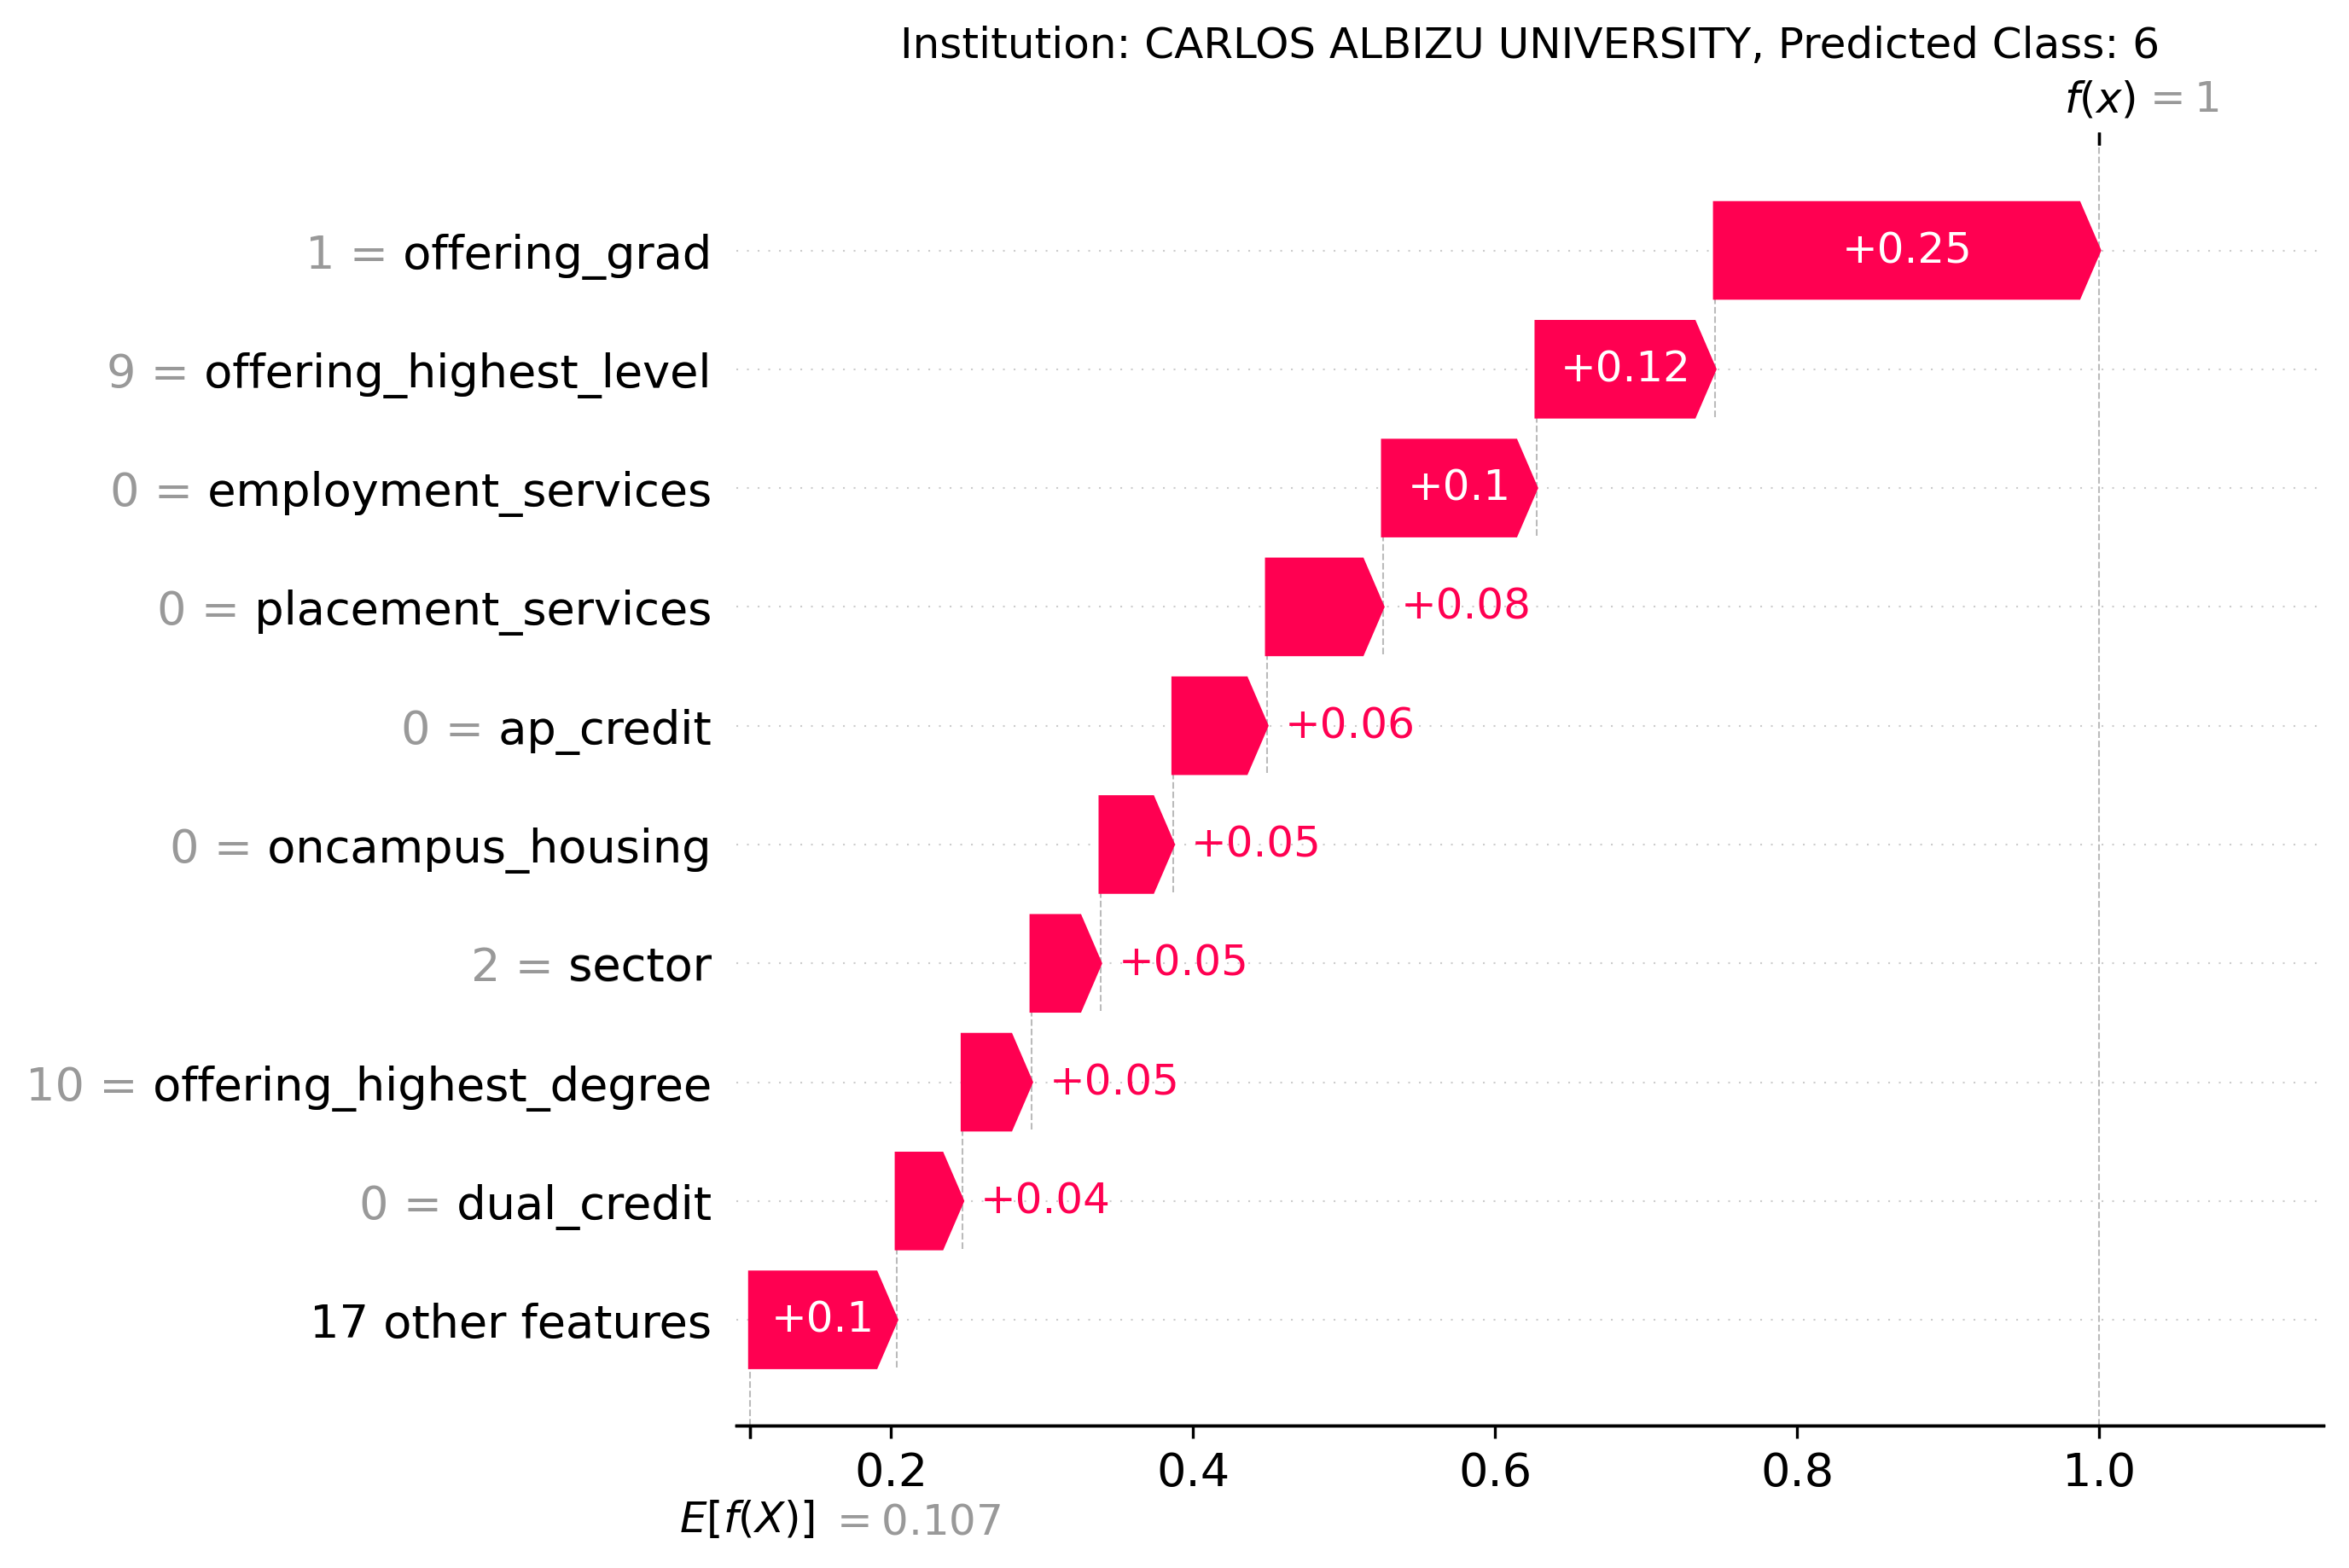 Institution: CARLOS ALBIZU UNIVERSITY, Predicted Class: 6
f(x) = 1
1 = offering_grad
+0.25
9 = offering_highest_level
+0.12
0 = employment_services
+0.1
0 = placement_services
+0.08
0 = ap_credit
+0.06
0 = oncampus_housing
+0.05
2 = sector
+0.05
10 = offering_highest_degree
+0.05
0 = dual_credit
+0.04
17 other features
+0.1
0.2 0.4 0.6 0.8 1.0
E[f(X)] = 0.107